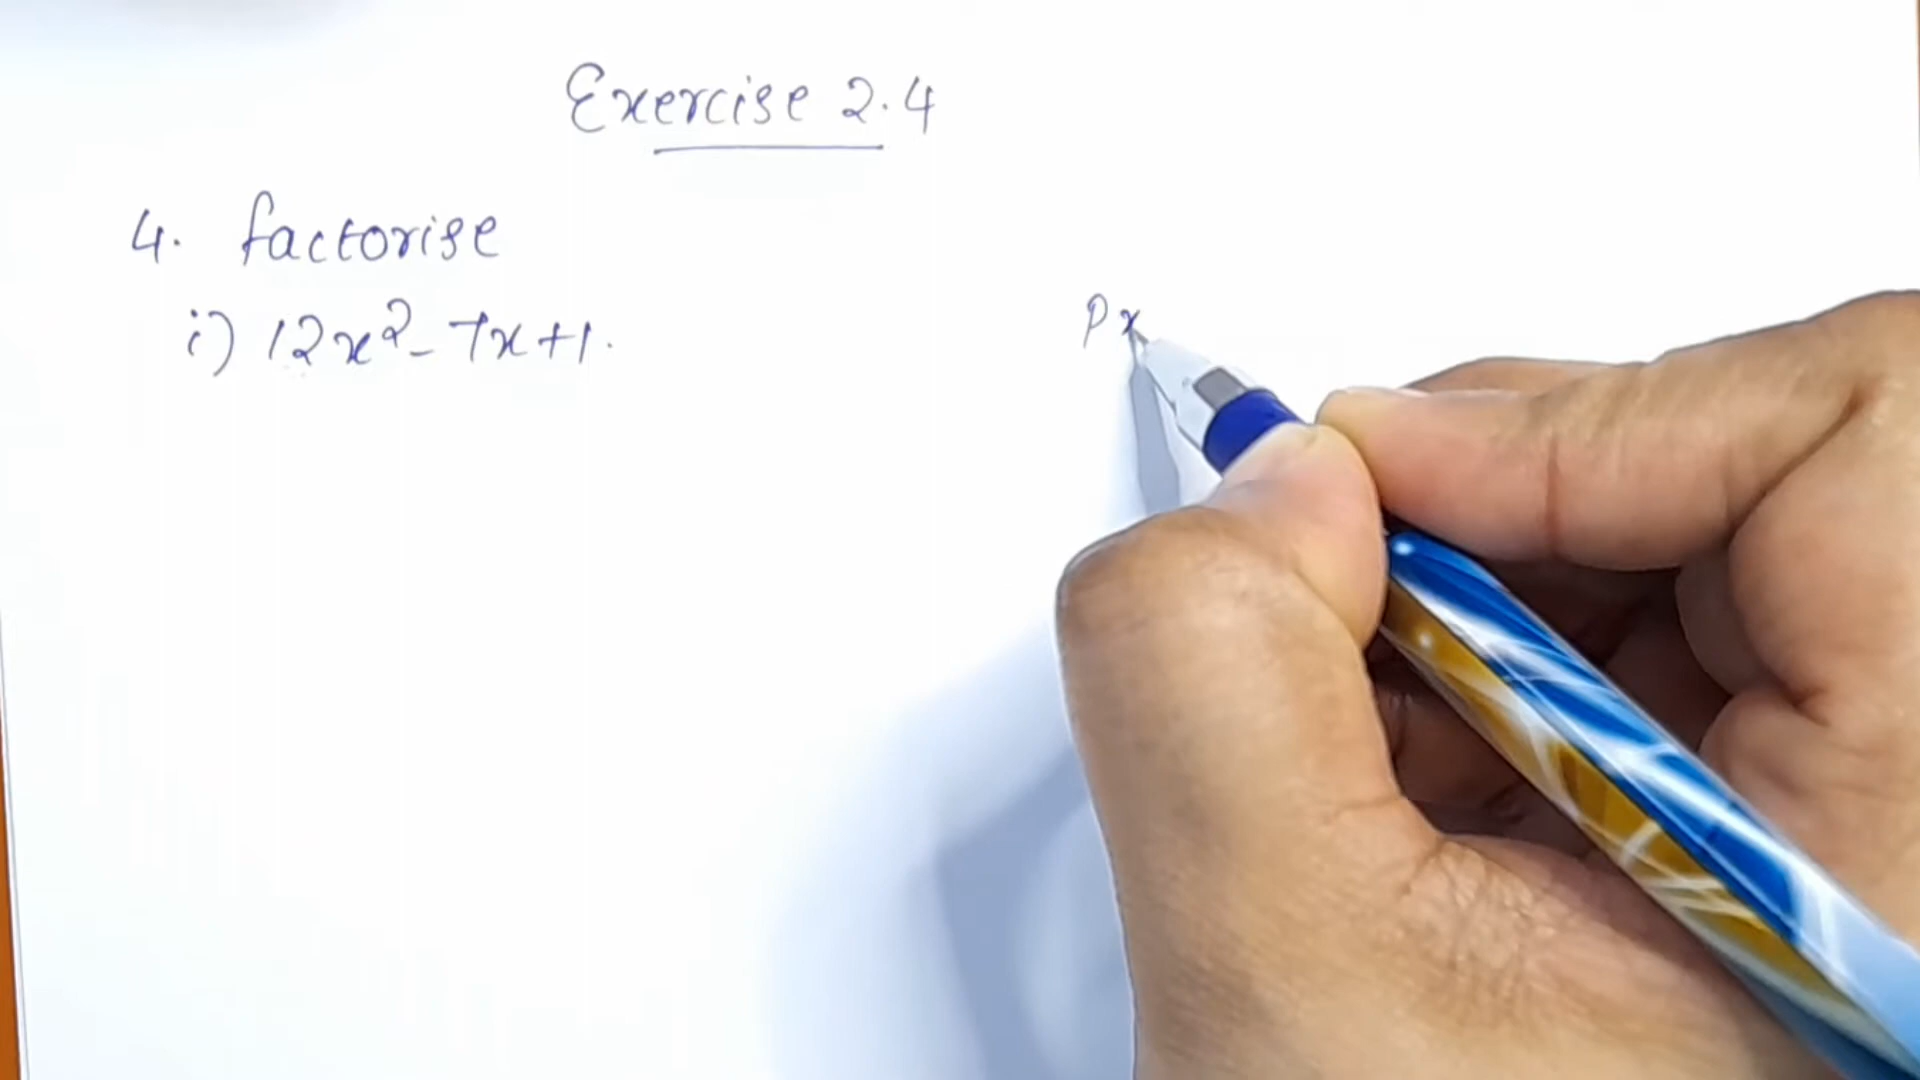 Exercise 2.4
4. factorise
i) 12x² - 7x + 1.
Px